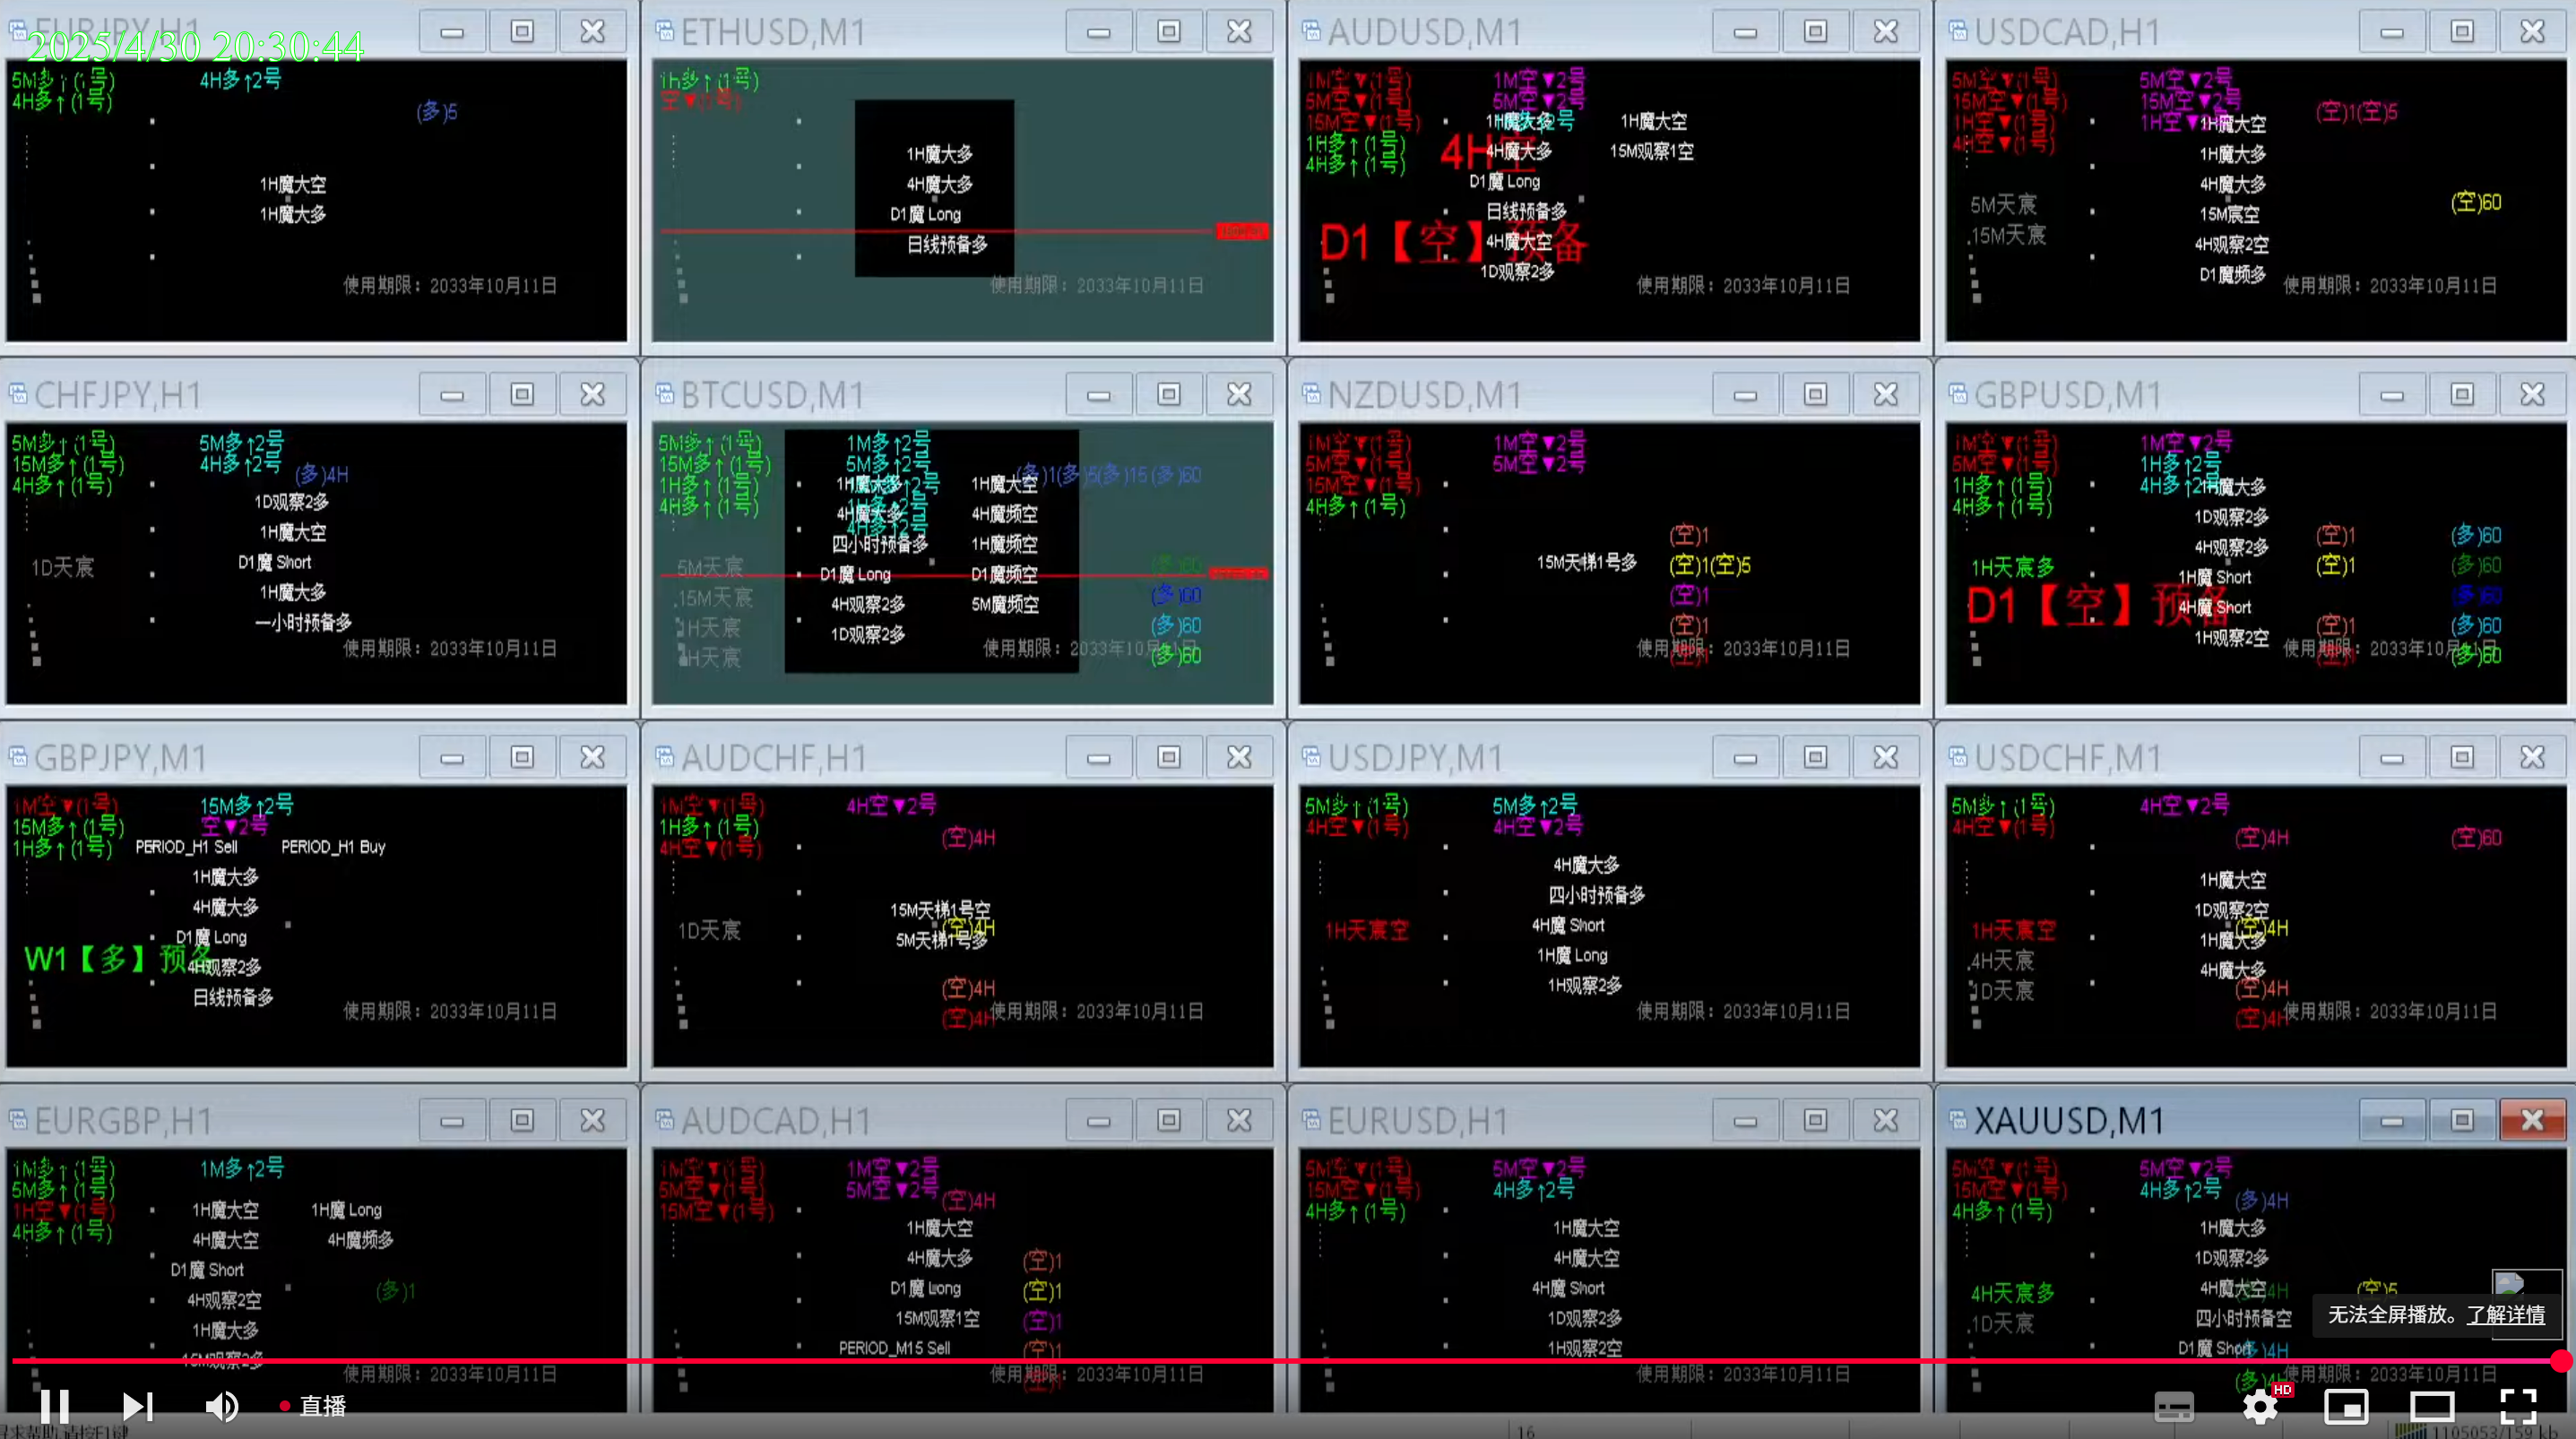 EURJPY,H1
2025/4/30 20:30:44
5M多↑(1号)
4H多↑(1号)
4H多↑2号
(多)5
1H魔大空
1H魔大多
使用期限：2033年10月11日
ETHUSD,M1
1h多↑(1号)
空▼(1号)
1H魔大多
4H魔大多
D1魔 Long
日线预备多
使用期限：2033年10月11日
AUDUSD,M1
1M空▼(1号)
5M空▼(1号)
15M空▼(1号)
1H多↑(1号)
4H多↑(1号)
1M空▼2号
5M空▼2号
1H魔大多
4H空
4H魔大多
D1魔 Long
日线预备多
D1【空】预备
4H魔大空
1D观察2多
1H魔大空
15M观察1空
使用期限：2033年10月11日
USDCAD,H1
5M空▼(1号)
15M空▼(1号)
1H空▼(1号)
4H空▼(1号)
5M空▼2号
15M空▼2号
1H空▼2号
(空)1(空)5
1H魔大空
1H魔大多
4H魔大多
15M宸空
4H观察2空
D1魔频多
5M天宸
15M天宸
(空)60
使用期限：2033年10月11日
CHFJPY,H1
5M多↑(1号)
15M多↑(1号)
4H多↑(1号)
5M多↑2号
4H多↑2号
(多)4H
1D观察2多
1H魔大空
D1魔 Short
1H魔大多
一小时预备多
1D天宸
使用期限：2033年10月11日
BTCUSD,M1
5M多↑(1号)
15M多↑(1号)
1H多↑(1号)
4H多↑(1号)
1M多↑2号
5M多↑2号
4H多↑2号
(多)1(多)5(多)15(多)60
1H魔大多
4H魔大多
四小时预备多
D1魔 Long
4H观察2多
1D观察2多
1H魔大空
4H魔频空
1H魔频空
D1魔频空
5M魔频空
5M天宸
15M天宸
1H天宸
4H天宸
(多)60
(多)60
(多)60
(多)60
使用期限：2033年10月11日
NZDUSD,M1
1M空▼(1号)
5M空▼(1号)
15M空▼(1号)
4H多↑(1号)
1M空▼2号
5M空▼2号
15M天梯1号多
(空)1
(空)1(空)5
(空)1
(空)1
(空)1
使用期限：2033年10月11日
GBPUSD,M1
1M空▼(1号)
5M空▼(1号)
1H多↑(1号)
4H多↑(1号)
1M空▼2号
1H多↑2号
4H多↑2号
1H魔大多
1D观察2多
4H观察2多
1H魔 Short
4H魔 Short
1H观察2空
1H天宸多
D1【空】预备
(空)1
(空)1
(空)1
(空)1
(多)60
(多)60
(多)60
(多)60
(多)60
使用期限：2033年10月11日
GBPJPY,M1
1M空▼(1号)
15M多↑(1号)
1H多↑(1号)
15M多↑2号
空▼2号
PERIOD_H1 Sell
PERIOD_H1 Buy
1H魔大多
4H魔大多
D1魔 Long
W1【多】预备
4H观察2多
日线预备多
使用期限：2033年10月11日
AUDCHF,H1
1M空▼(1号)
1H多↑(1号)
4H空▼(1号)
4H空▼2号
(空)4H
15M天梯1号空
(空)4H
5M天梯1号多
1D天宸
(空)4H
(空)4H
使用期限：2033年10月11日
USDJPY,M1
5M多↑(1号)
4H空▼(1号)
5M多↑2号
4H空▼2号
4H魔大多
四小时预备多
4H魔 Short
1H魔 Long
1H观察2多
1H天宸空
使用期限：2033年10月11日
USDCHF,M1
5M多↑(1号)
4H空▼(1号)
4H空▼2号
(空)4H
(空)60
1H魔大空
1D观察2空
(空)4H
1H魔大多
4H魔大多
1H天宸空
4H天宸
1D天宸
(空)4H
(空)4H
使用期限：2033年10月11日
EURGBP,H1
1M多↑(1号)
5M多↑(1号)
1H空▼(1号)
4H多↑(1号)
1M多↑2号
1H魔大空
4H魔大空
D1魔 Short
4H观察2空
1H魔大多
15M观察2多
1H魔 Long
4H魔频多
(多)1
使用期限：2033年10月11日
AUDCAD,H1
1M空▼(1号)
5M空▼(1号)
15M空▼(1号)
1M空▼2号
5M空▼2号
(空)4H
1H魔大空
4H魔大多
D1魔 Long
15M观察1空
PERIOD_M15 Sell
(空)1
(空)1
(空)1
(空)1
(空)1
使用期限：2033年10月11日
EURUSD,H1
5M空▼(1号)
15M空▼(1号)
4H多↑(1号)
5M空▼2号
4H多↑2号
1H魔大空
4H魔大空
4H魔 Short
1D观察2多
1H观察2空
使用期限：2033年10月11日
XAUUSD,M1
5M空▼(1号)
15M空▼(1号)
4H多↑(1号)
5M空▼2号
4H多↑2号
(多)4H
1H魔大多
1D观察2多
4H魔大空
四小时预备空
D1魔 Short
4H天宸多
1D天宸
(空)5
(多)4H
使用期限：2033年10月11日
无法全屏播放。了解详情
直播
HD
16
1105053/159 kb